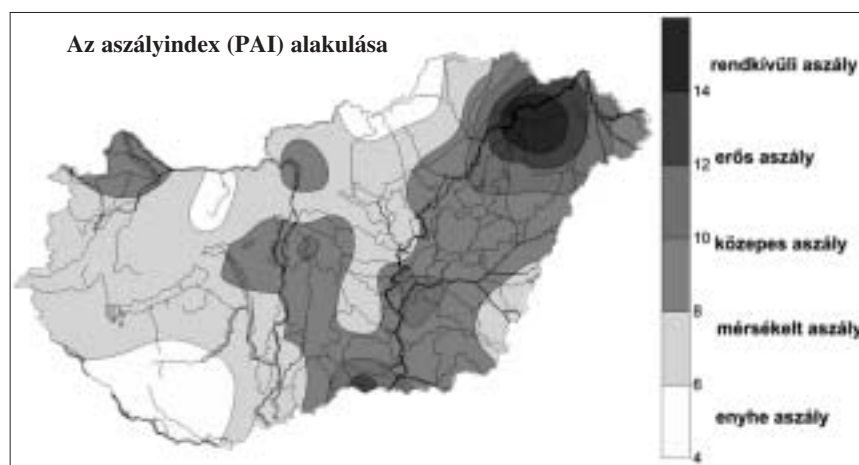 Az aszályindex (PAI) alakulása
rendkívüli aszály
14
erős aszály
12
közepes aszály
10
8
mérsékelt aszály
6
enyhe aszály
4